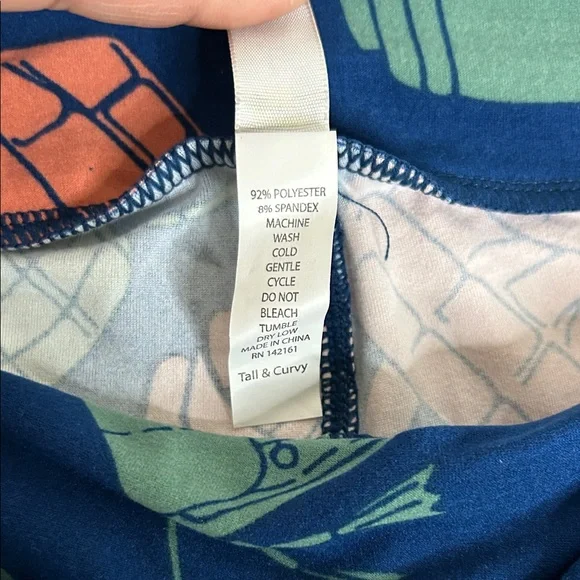 92% POLYESTER
8% SPANDEX
MACHINE
WASH
COLD
GENTLE
CYCLE
DO NOT
BLEACH
TUMBLE
DRY LOW
MADE IN CHINA
RN 142161
Tall & Curvy